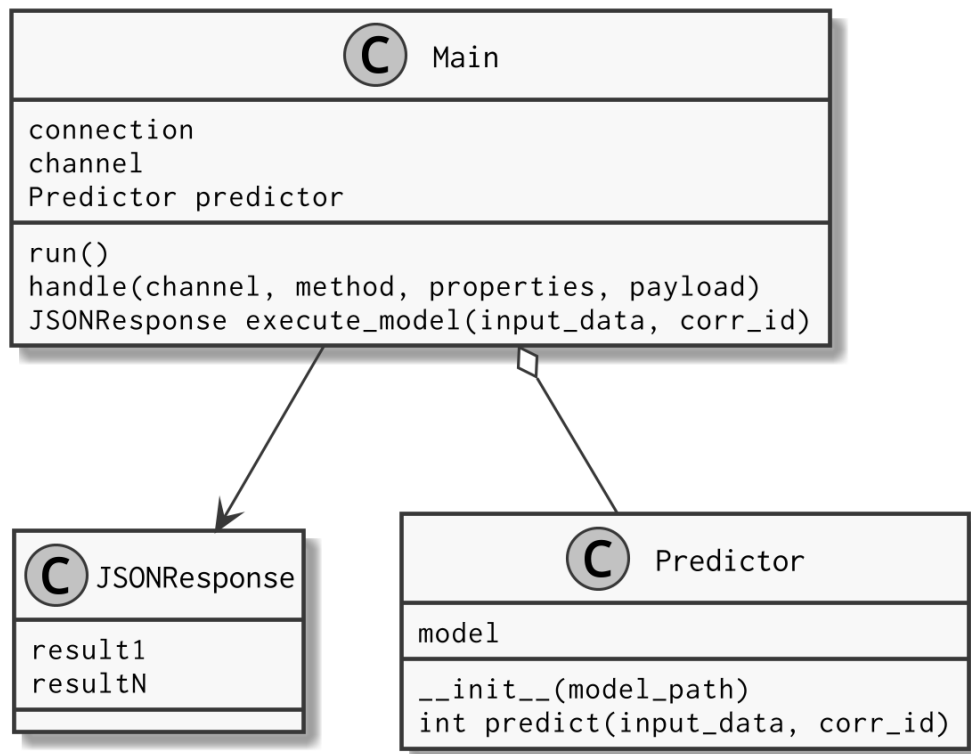 C Main
connection
channel
Predictor predictor
run()
handle(channel, method, properties, payload)
JSONResponse execute_model(input_data, corr_id)
C JSONResponse
result1
resultN
C Predictor
model
__init__(model_path)
int predict(input_data, corr_id)